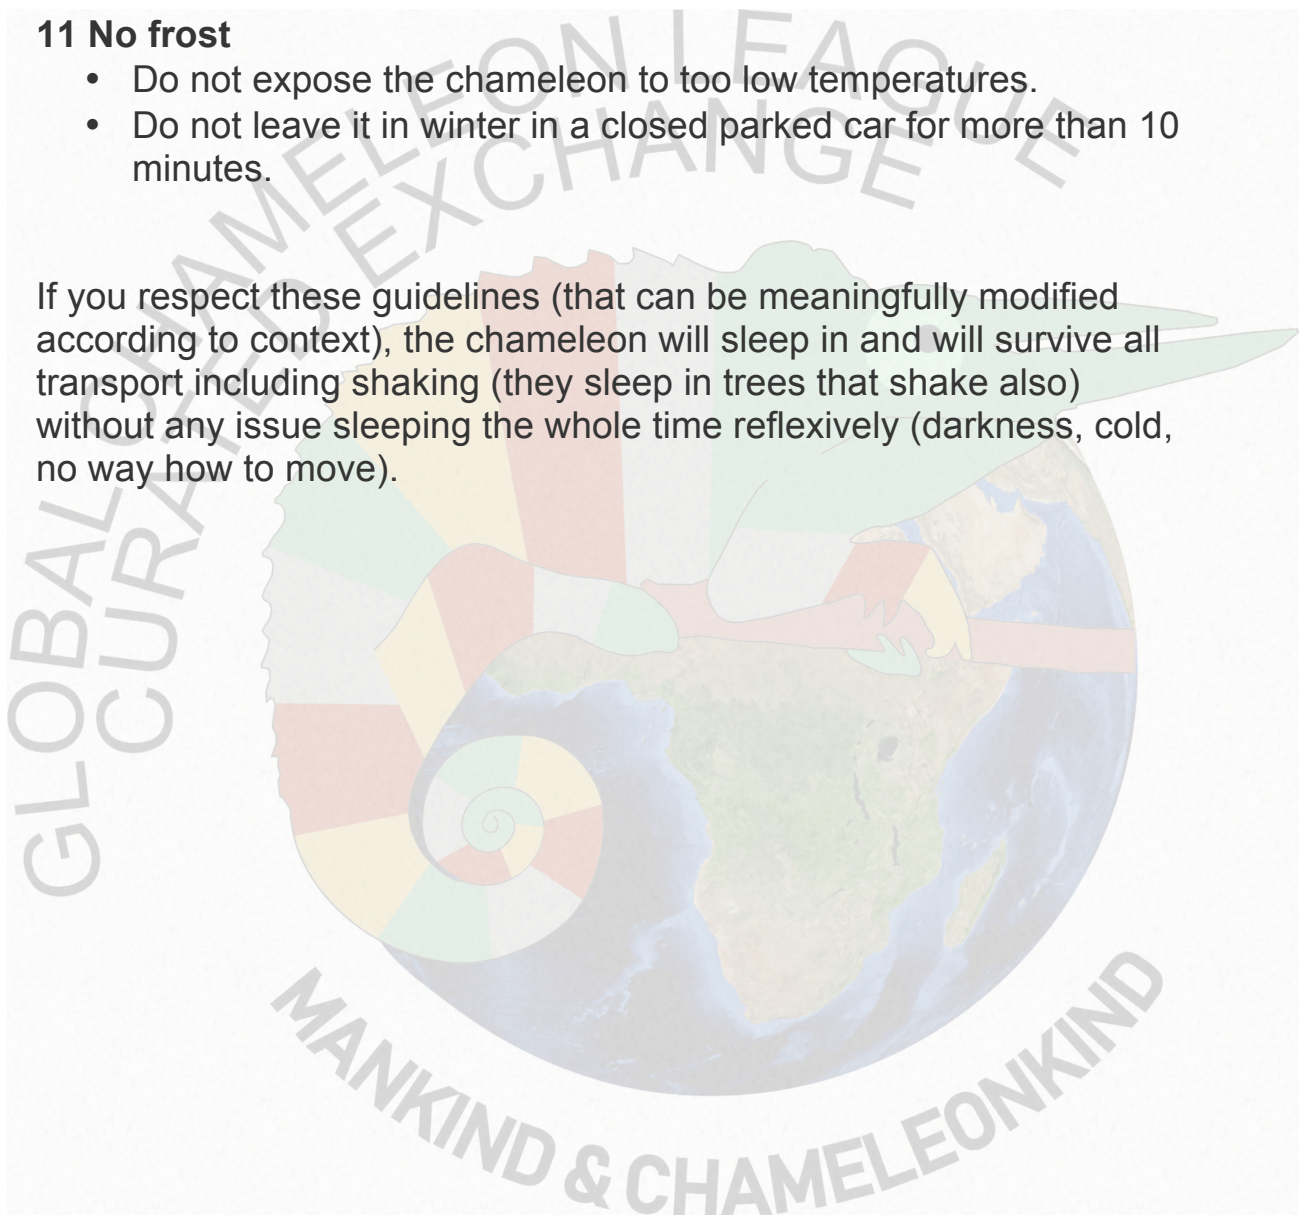 11 No frost
• Do not expose the chameleon to too low temperatures.
• Do not leave it in winter in a closed parked car for more than 10
minutes.
If you respect these guidelines (that can be meaningfully modified
according to context), the chameleon will sleep in and will survive all
transport including shaking (they sleep in trees that shake also)
without any issue sleeping the whole time reflexively (darkness, cold,
no way how to move).
GLOBAL CHAMELEON LEAGUE
CURATED EXCHANGE
MANKIND & CHAMELEONKIND